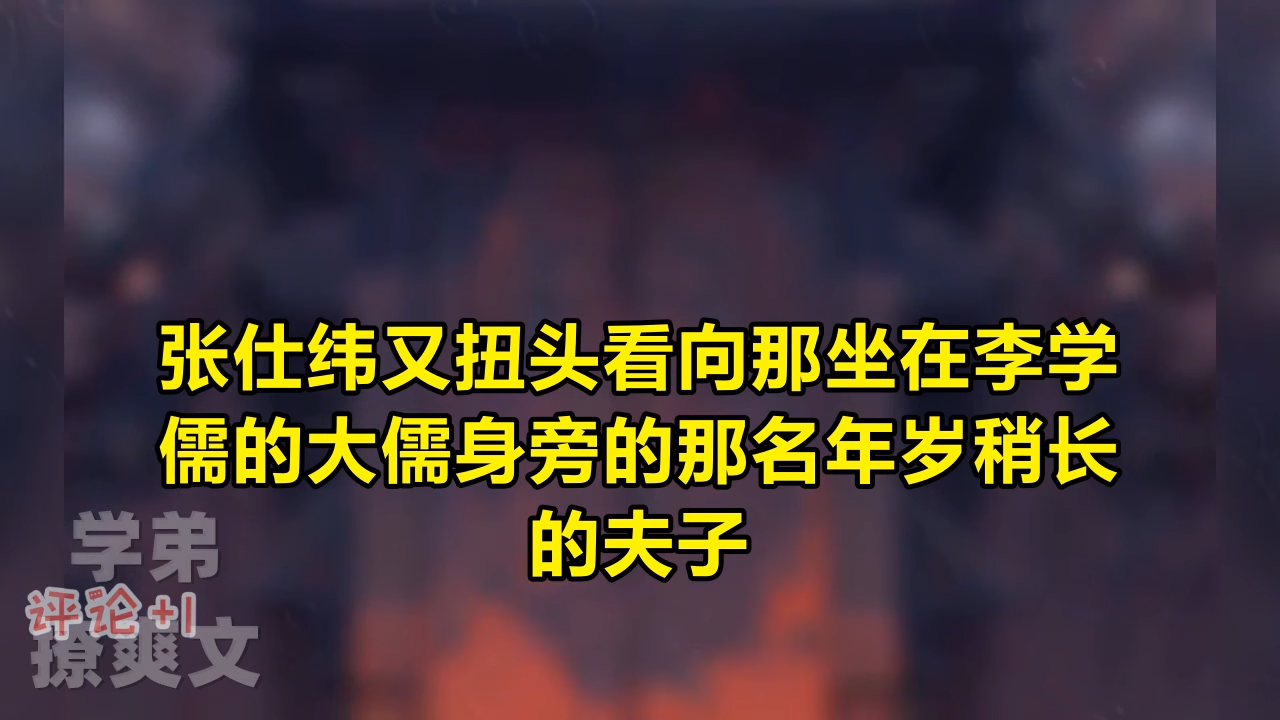 张仕纬又扭头看向那坐在李学
儒的大儒身旁的那名年岁稍长
的夫子
学弟
评论+1
撩爽文